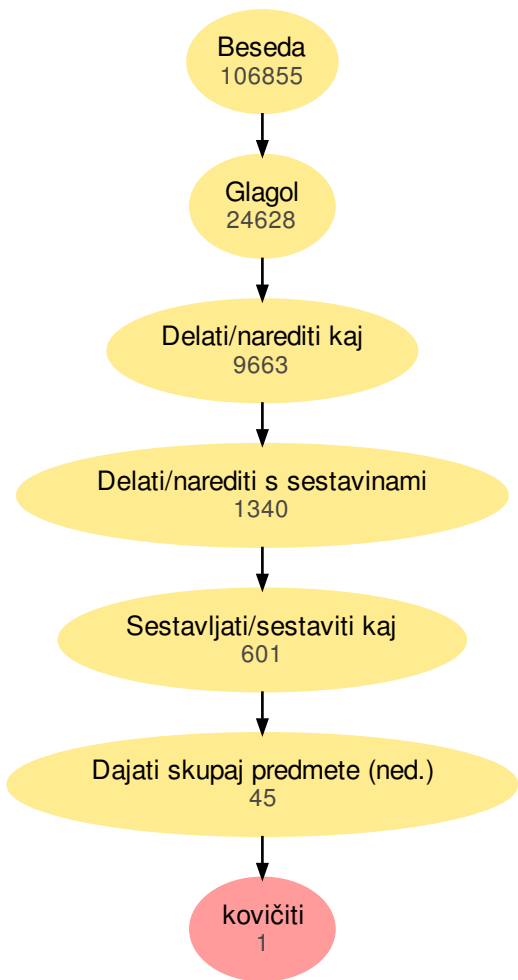 Beseda
106855
Glagol
24628
Delati/narediti kaj
9663
Delati/narediti s sestavinami
1340
Sestavljati/sestaviti kaj
601
Dajati skupaj predmete (ned.)
45
kovičiti
1